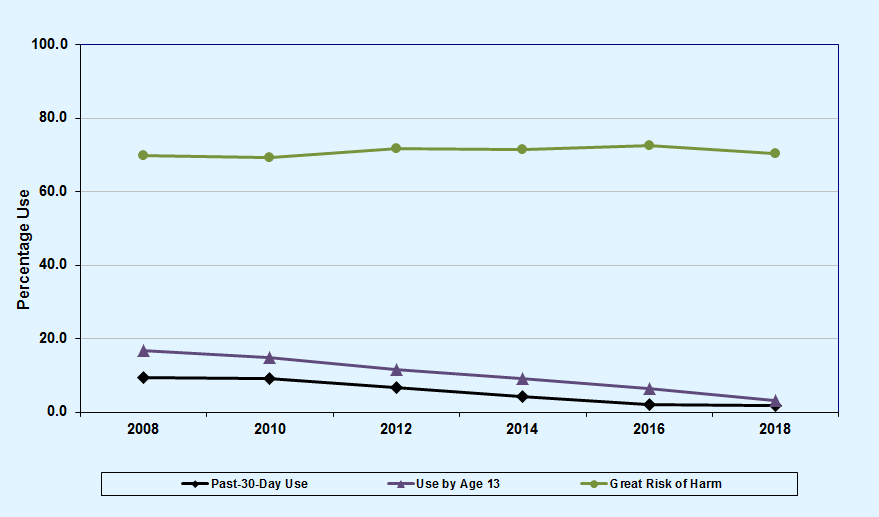 100.0
80.0
60.0
40.0
20.0
0.0
Percentage Use
2008 2010 2012 2014 2016 2018
Past-30-Day Use Use by Age 13 Great Risk of Harm